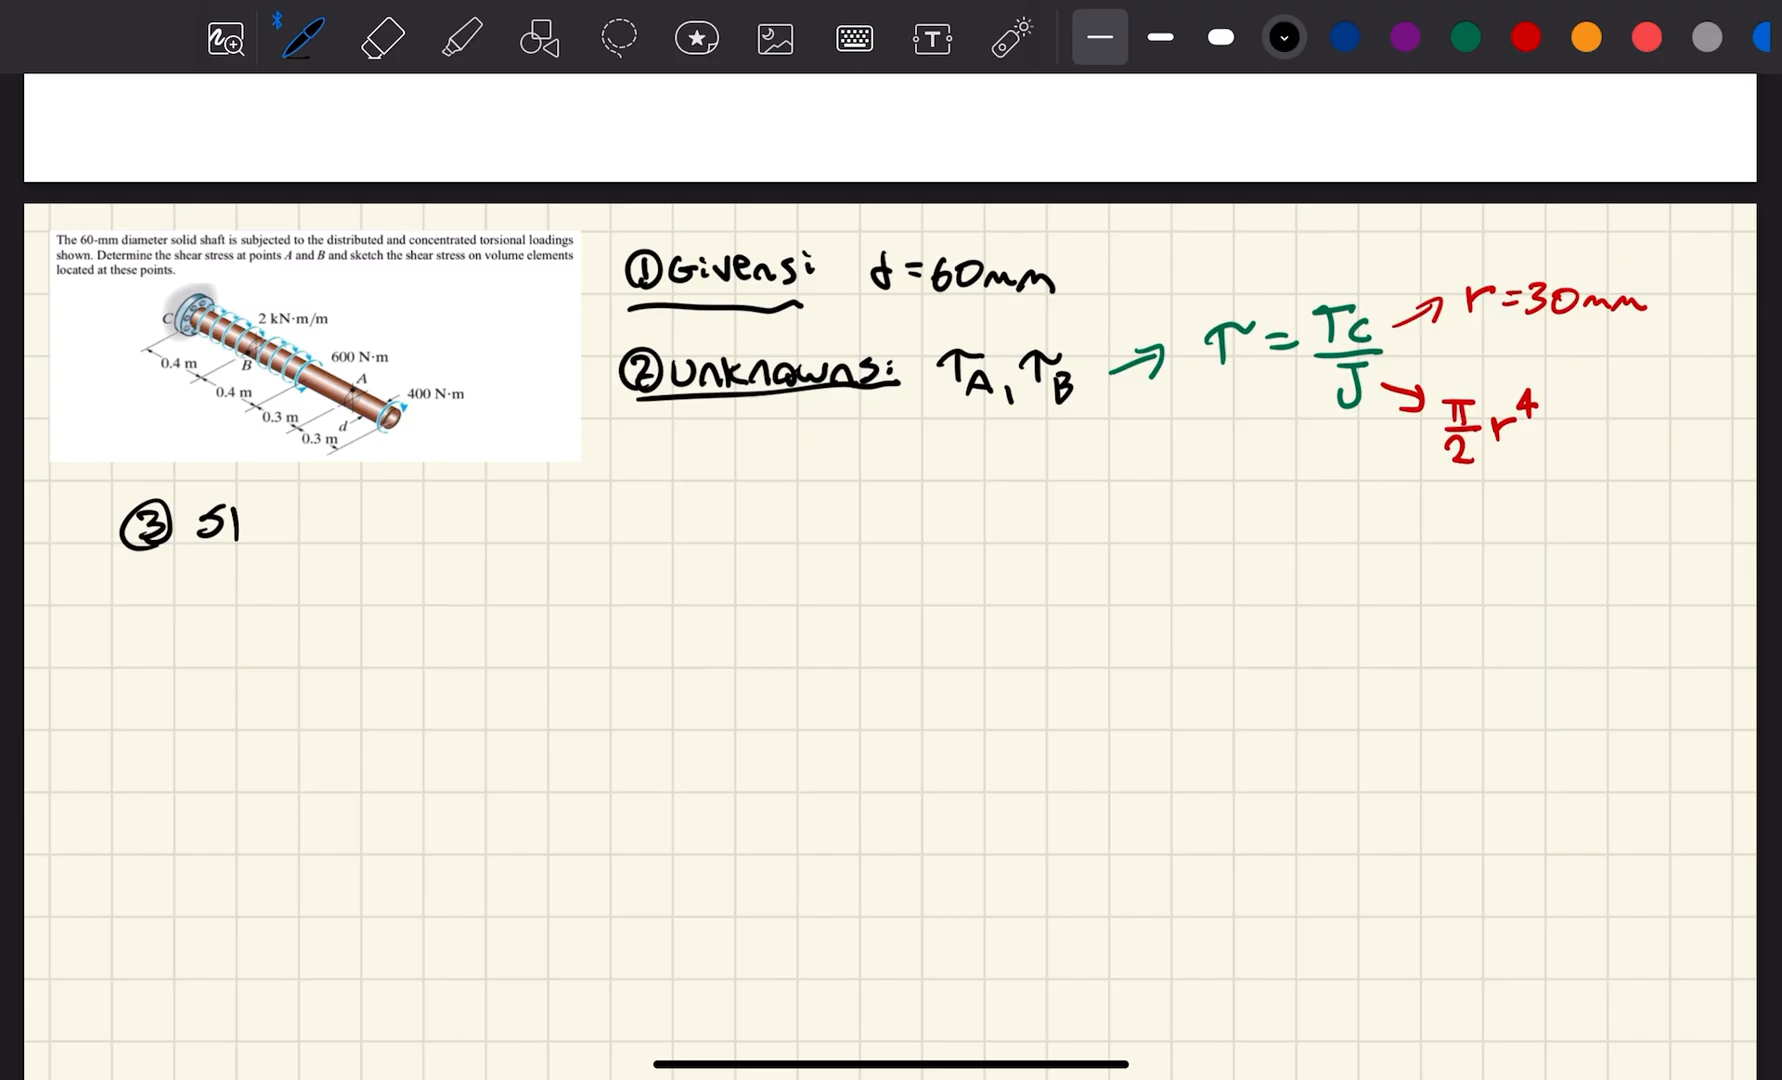 The 60-mm diameter solid shaft is subjected to the distributed and concentrated torsional loadings
shown. Determine the shear stress at points A and B and sketch the shear stress on volume elements
located at these points.
C
2 kN·m/m
600 N·m
0.4 m
B
A
400 N·m
0.4 m
0.3 m
d
0.3 m
① Givens: d = 60mm
② Unknowns: τA, τB → τ = Tc/J
→ r = 30mm
→ π/2 r⁴
③ SI
T